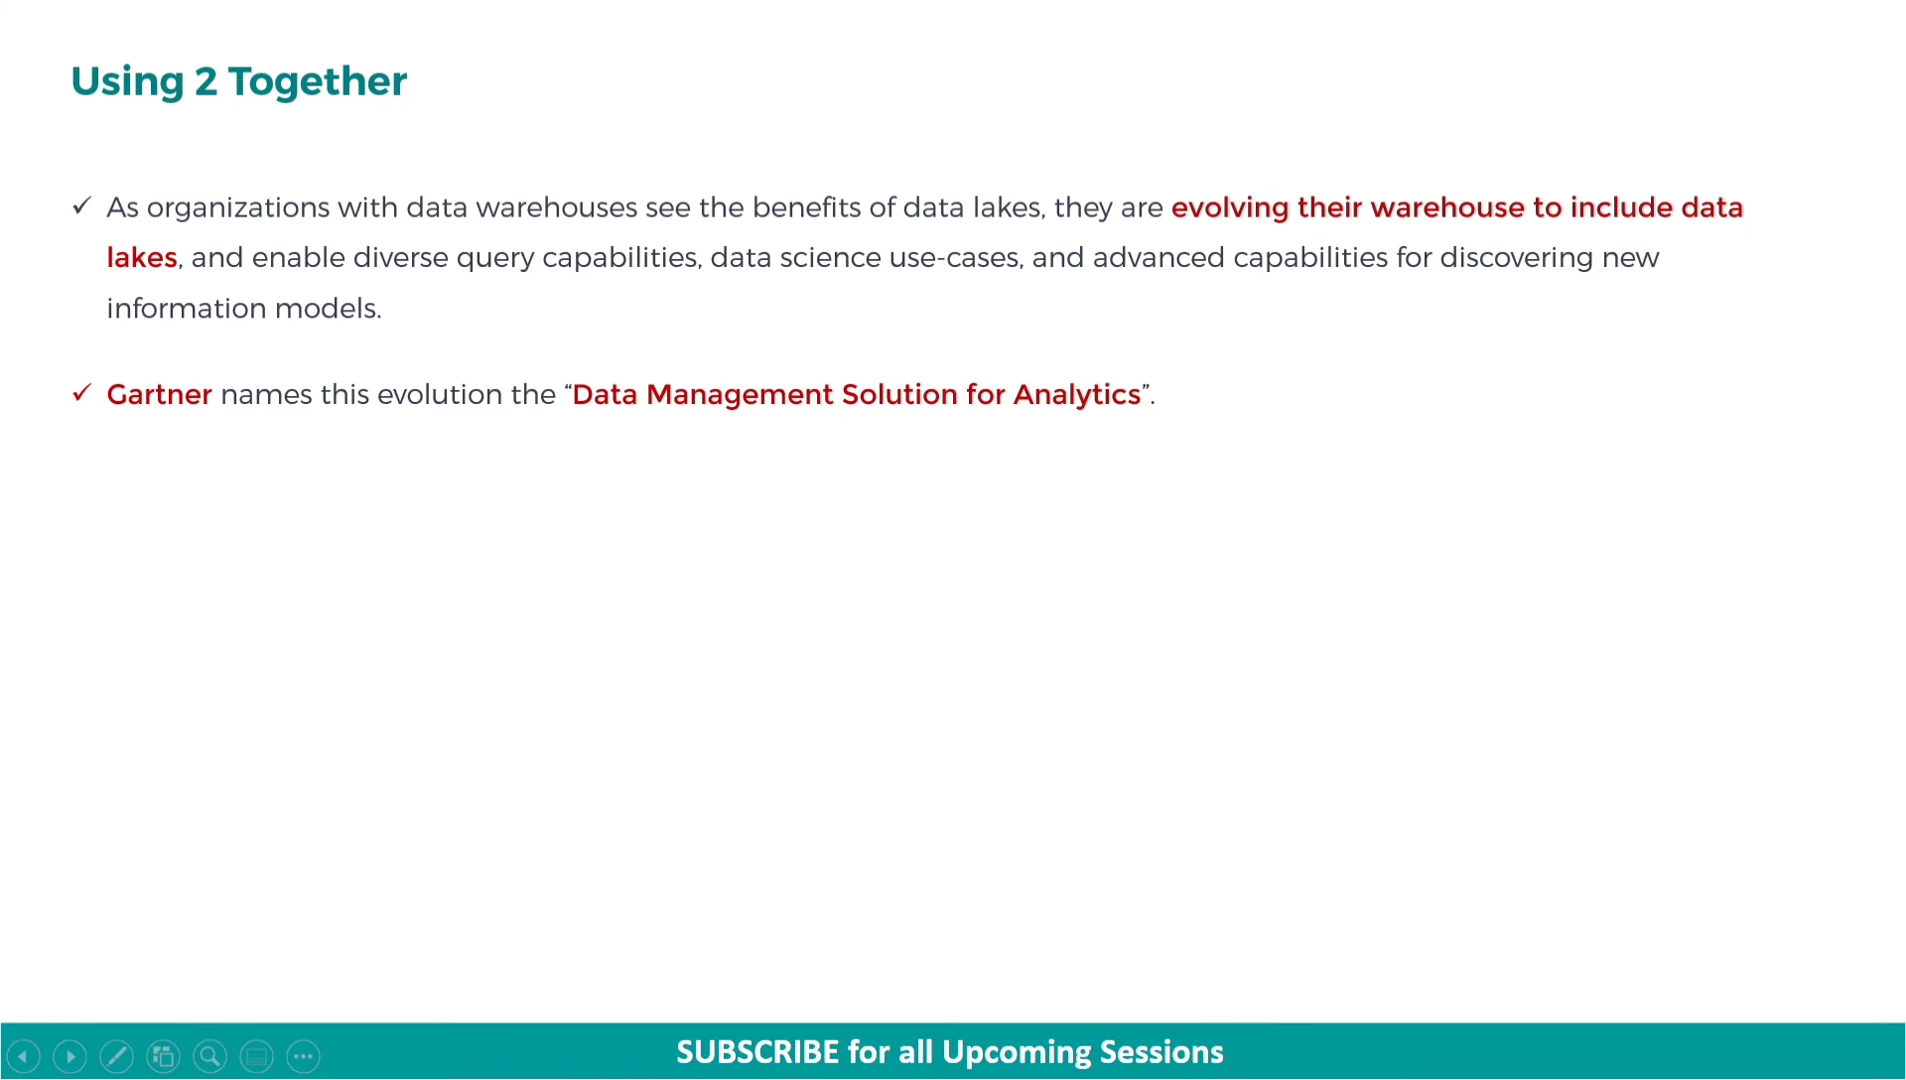 Using 2 Together
✓ As organizations with data warehouses see the benefits of data lakes, they are evolving their warehouse to include data
lakes, and enable diverse query capabilities, data science use-cases, and advanced capabilities for discovering new
information models.
✓ Gartner names this evolution the “Data Management Solution for Analytics”.
SUBSCRIBE for all Upcoming Sessions